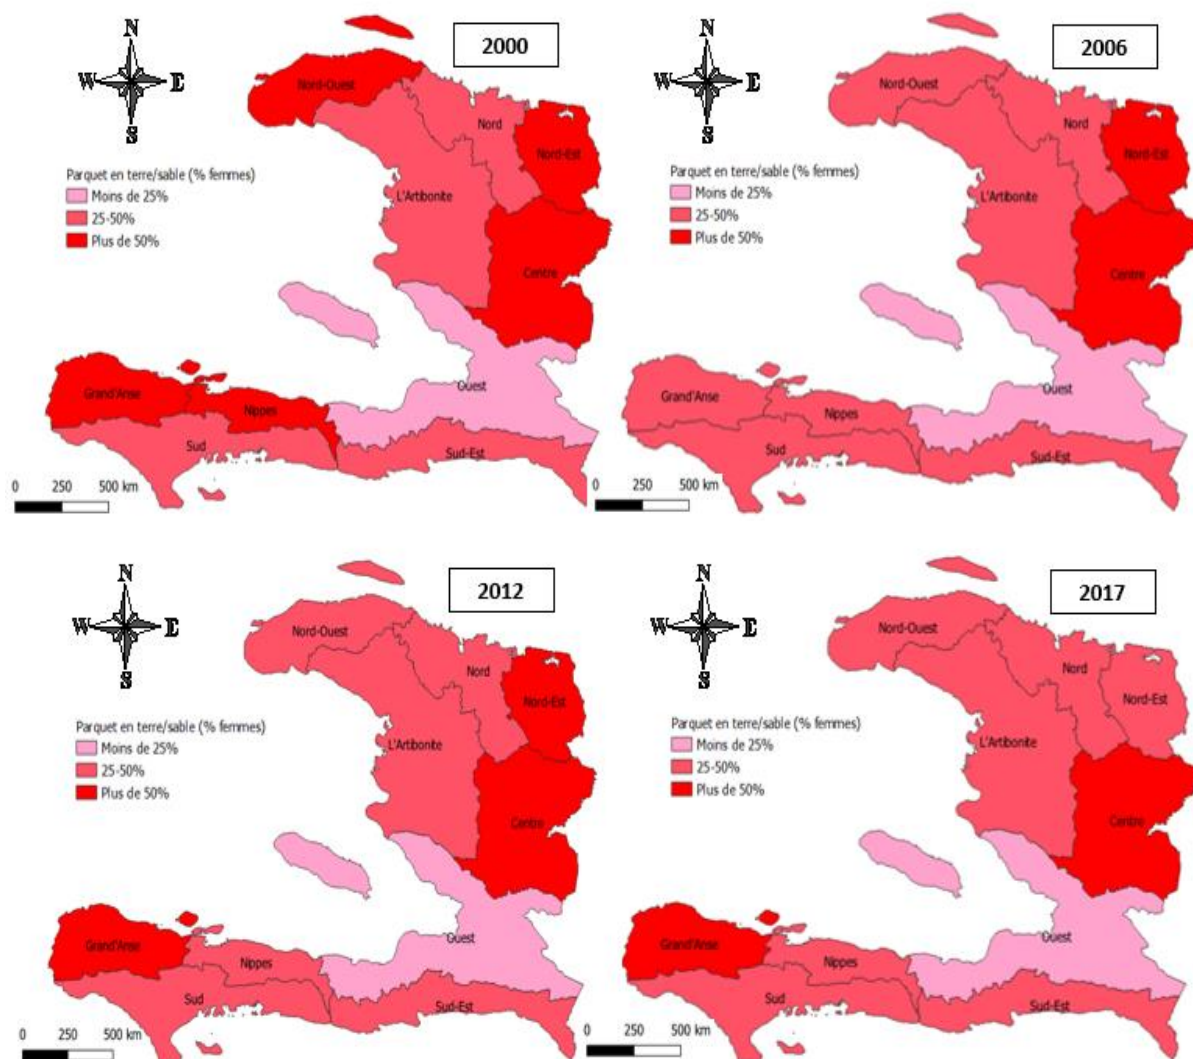 2000
N
W E
S
Nord-Ouest
Nord
Nord-Est
Parquet en terre/sable (% femmes)
Moins de 25%
25-50%
Plus de 50%
L'Artibonite
Centre
Ouest
Grand'Anse
Nippes
Sud
Sud-Est
0 250 500 km
2006
N
W E
S
Nord-Ouest
Nord
Nord-Est
Parquet en terre/sable (% femmes)
Moins de 25%
25-50%
Plus de 50%
L'Artibonite
Centre
Ouest
Grand'Anse
Nippes
Sud
Sud-Est
0 250 500 km
2012
N
W E
S
Nord-Ouest
Nord
Nord-Est
Parquet en terre/sable (% femmes)
Moins de 25%
25-50%
Plus de 50%
L'Artibonite
Centre
Ouest
Grand'Anse
Nippes
Sud
Sud-Est
0 250 500 km
2017
N
W E
S
Nord-Ouest
Nord
Nord-Est
Parquet en terre/sable (% femmes)
Moins de 25%
25-50%
Plus de 50%
L'Artibonite
Centre
Ouest
Grand'Anse
Nippes
Sud
Sud-Est
0 250 500 km